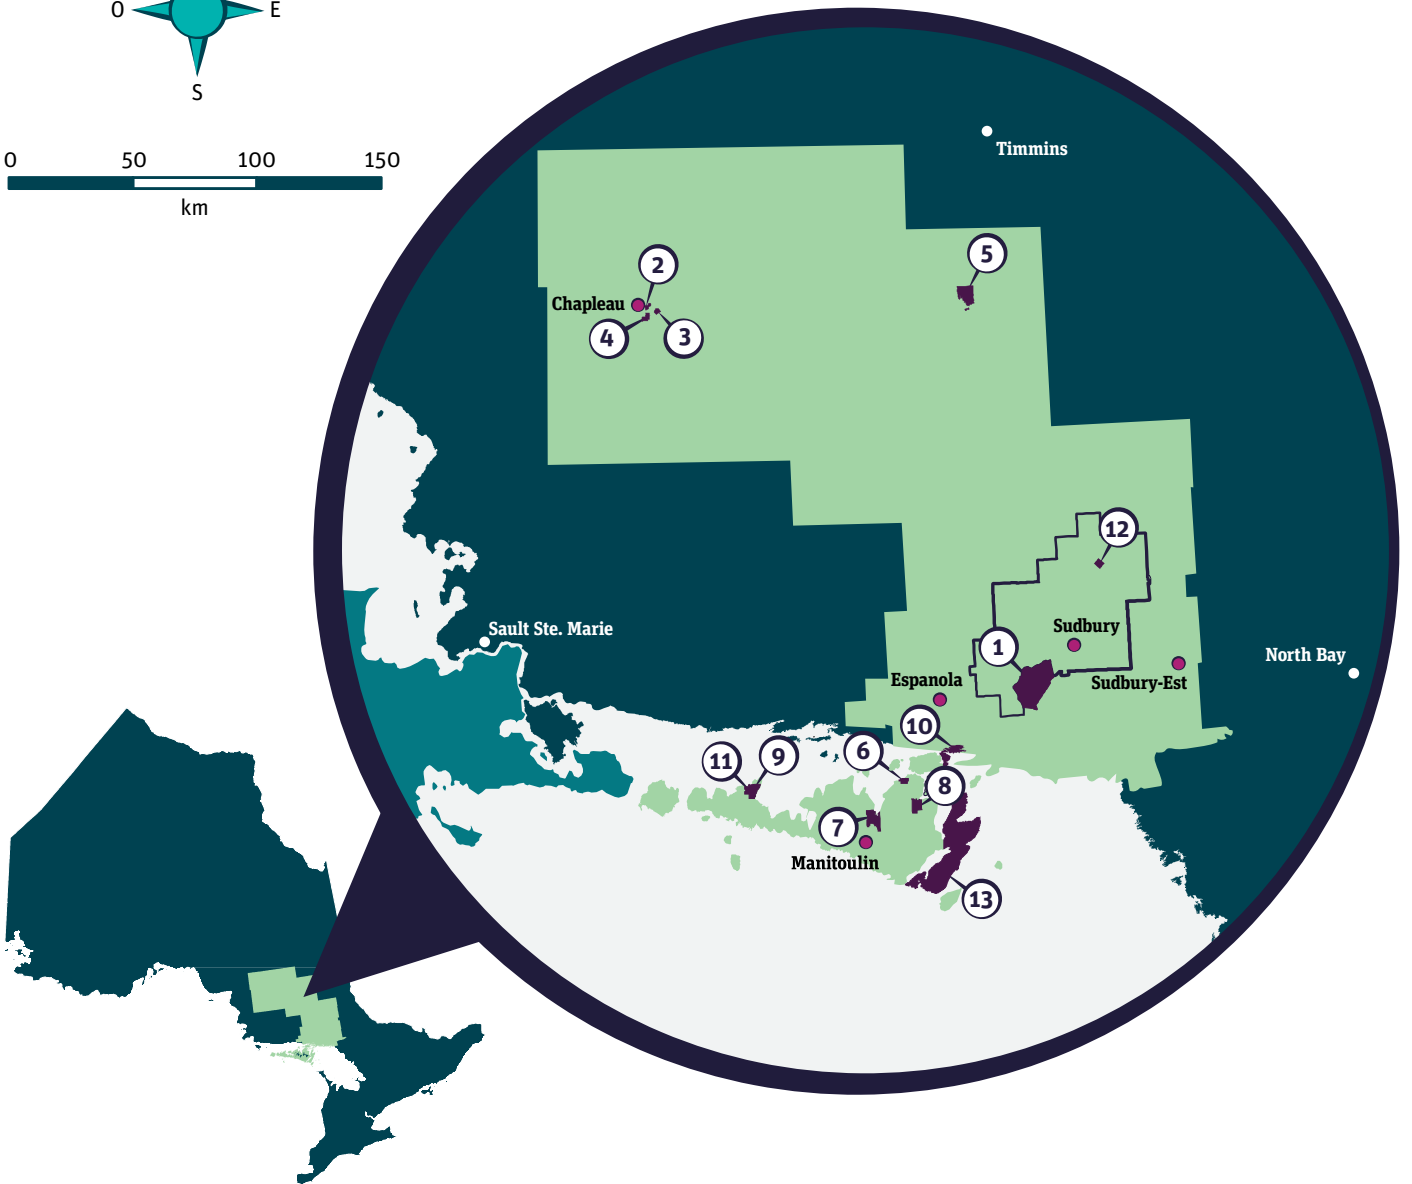 O E
S
0 50 100 150
km
Timmins
5
2
Chapleau
4 3
12
Sudbury
Sault Ste. Marie
1
North Bay
Espanola
Sudbury-Est
10
6
11 9
8
7
Manitoulin
13